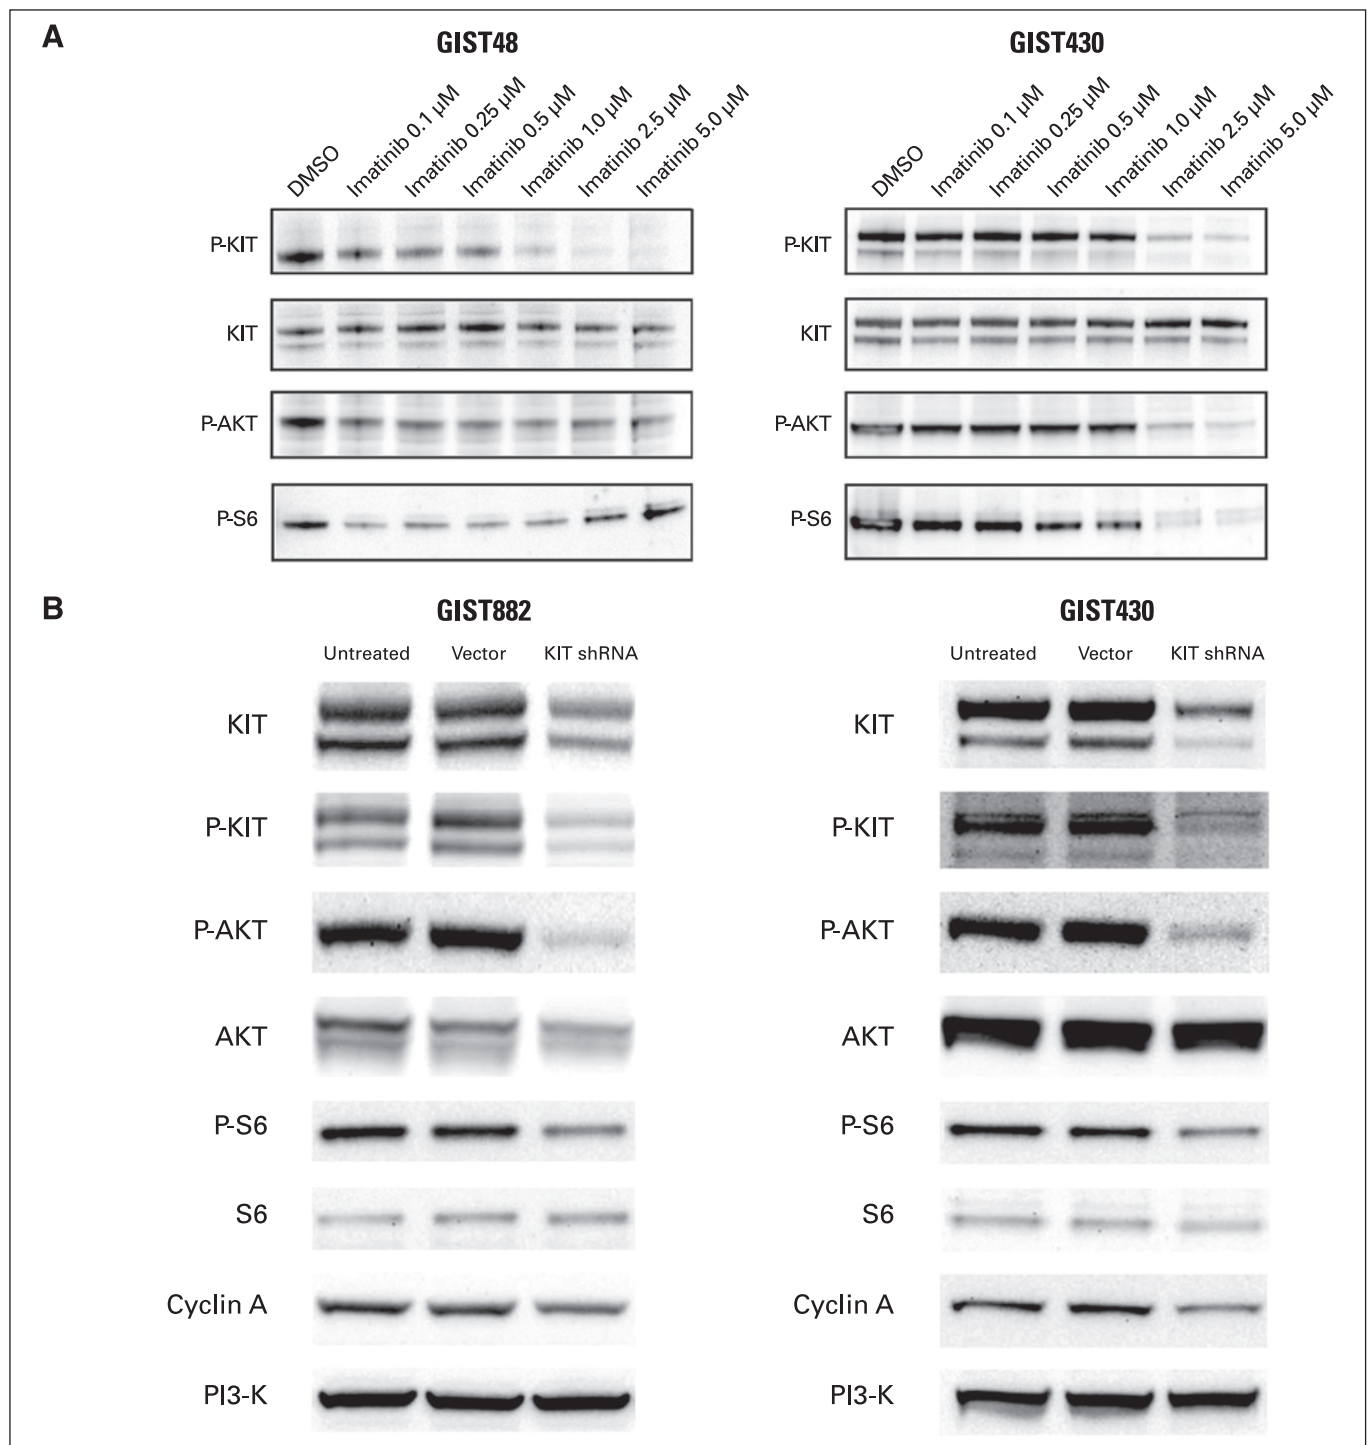 A
GIST48
GIST430
DMSO
Imatinib 0.1 µM
Imatinib 0.25 µM
Imatinib 0.5 µM
Imatinib 1.0 µM
Imatinib 2.5 µM
Imatinib 5.0 µM
DMSO
Imatinib 0.1 µM
Imatinib 0.25 µM
Imatinib 0.5 µM
Imatinib 1.0 µM
Imatinib 2.5 µM
Imatinib 5.0 µM
P-KIT
P-KIT
KIT
KIT
P-AKT
P-AKT
P-S6
P-S6
B
GIST882
GIST430
Untreated Vector KIT shRNA
Untreated Vector KIT shRNA
KIT
KIT
P-KIT
P-KIT
P-AKT
P-AKT
AKT
AKT
P-S6
P-S6
S6
S6
Cyclin A
Cyclin A
PI3-K
PI3-K